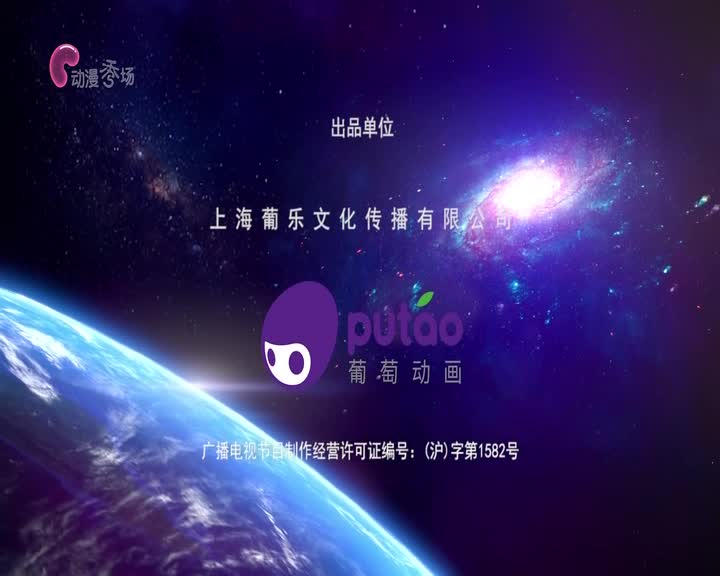 动漫秀场
出品单位
上海葡乐文化传播有限公司
putao
葡萄动画
广播电视节目制作经营许可证编号：(沪)字第1582号